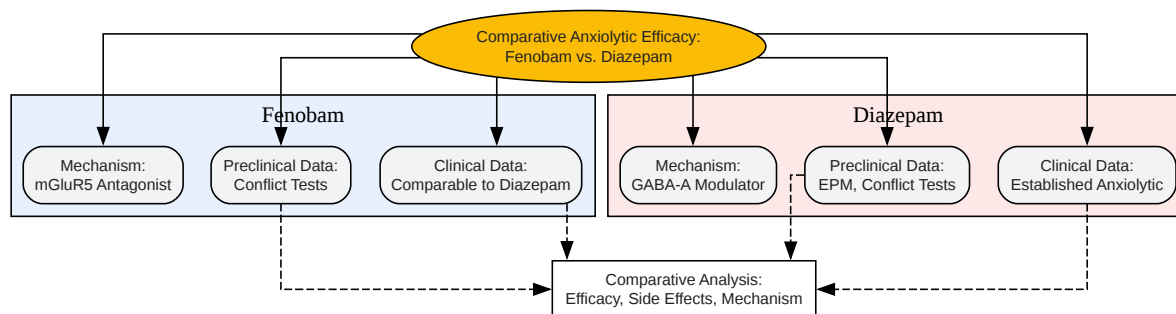 Comparative Anxiolytic Efficacy:
Fenobam vs. Diazepam
Fenobam
Diazepam
Mechanism:
mGluR5 Antagonist
Preclinical Data:
Conflict Tests
Clinical Data:
Comparable to Diazepam
Mechanism:
GABA-A Modulator
Preclinical Data:
EPM, Conflict Tests
Clinical Data:
Established Anxiolytic
Comparative Analysis:
Efficacy, Side Effects, Mechanism